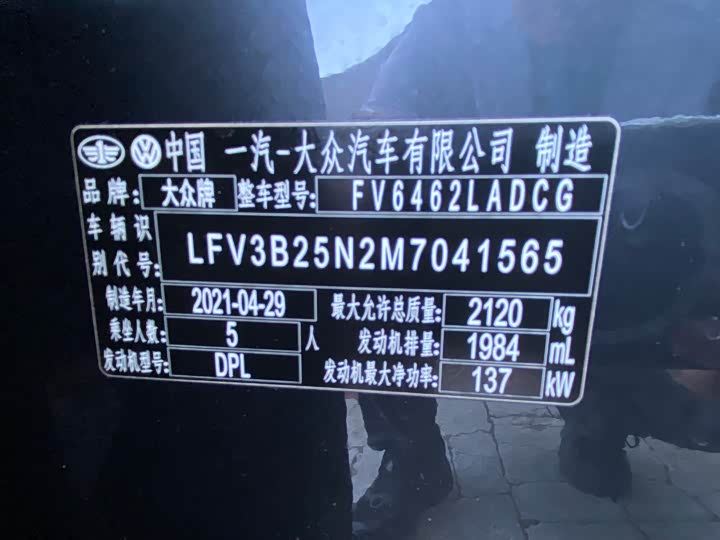 中国 一汽-大众汽车有限公司 制造
品牌: 大众牌 整车型号: FV6462LADCG
车辆识别代号: LFV3B25N2M7041565
制造年月: 2021-04-29 最大允许总质量: 2120 kg
乘坐人数: 5 人 发动机排量: 1984 mL
发动机型号: DPL 发动机最大净功率: 137 kW